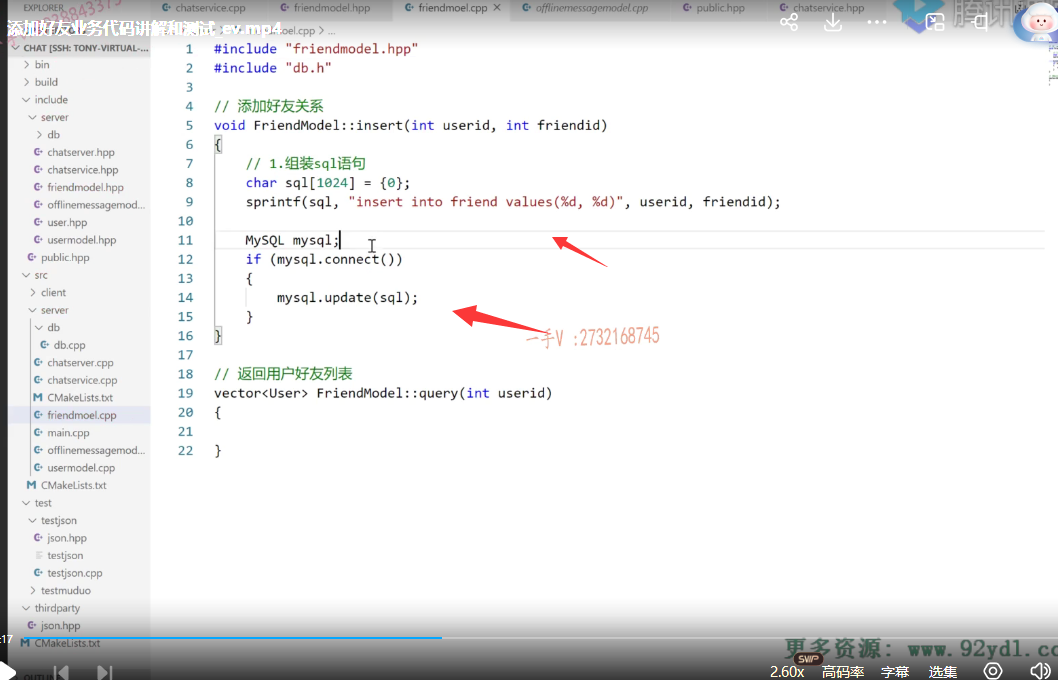 EXPLORER
chatservice.cpp
friendmodel.hpp
friendmoel.cpp
offlinemessagemodel.cpp
public.hpp
chatservice.hpp
添加好友业务代码讲解和测试_ev.mp4
CHAT [SSH: TONY-VIRTUAL-...
bin
build
include
server
db
chatserver.hpp
chatservice.hpp
friendmodel.hpp
offlinemessagemod...
user.hpp
usermodel.hpp
public.hpp
src
client
server
db
db.cpp
chatserver.cpp
chatservice.cpp
CMakeLists.txt
friendmoel.cpp
main.cpp
offlinemessagemod...
usermodel.cpp
CMakeLists.txt
test
testjson
json.hpp
testjson
testjson.cpp
testmuduo
thirdparty
json.hpp
CMakeLists.txt
1 #include "friendmodel.hpp"
2 #include "db.h"
3
4 // 添加好友关系
5 void FriendModel::insert(int userid, int friendid)
6 {
7 // 1.组装sql语句
8 char sql[1024] = {0};
9 sprintf(sql, "insert into friend values(%d, %d)", userid, friendid);
10
11 MySQL mysql;
12 if (mysql.connect())
13 {
14 mysql.update(sql);
15 }
16 }
17
18 // 返回用户好友列表
19 vector<User> FriendModel::query(int userid)
20 {
21
22 }
一手V :2732168745
更多资源: www.92ydl.co
:17
2.60x
SVIP
高码率
字幕
选集